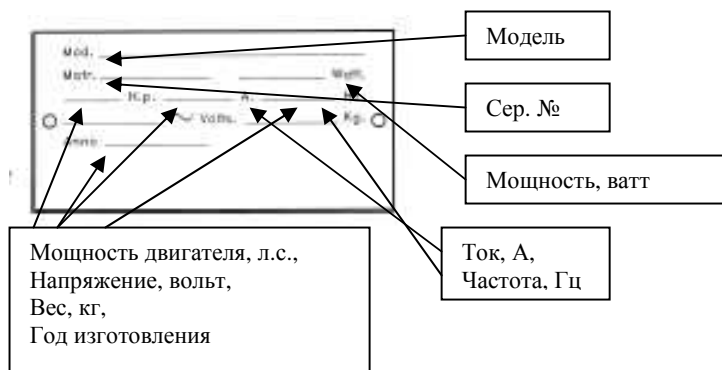 Mod.
Модель
Matr. Watt.
H.p. A. H
Сер. №
~ Volts. Kg.
Anno
Мощность, ватт
Мощность двигателя, л.с.,
Напряжение, вольт,
Вес, кг,
Год изготовления
Ток, А,
Частота, Гц